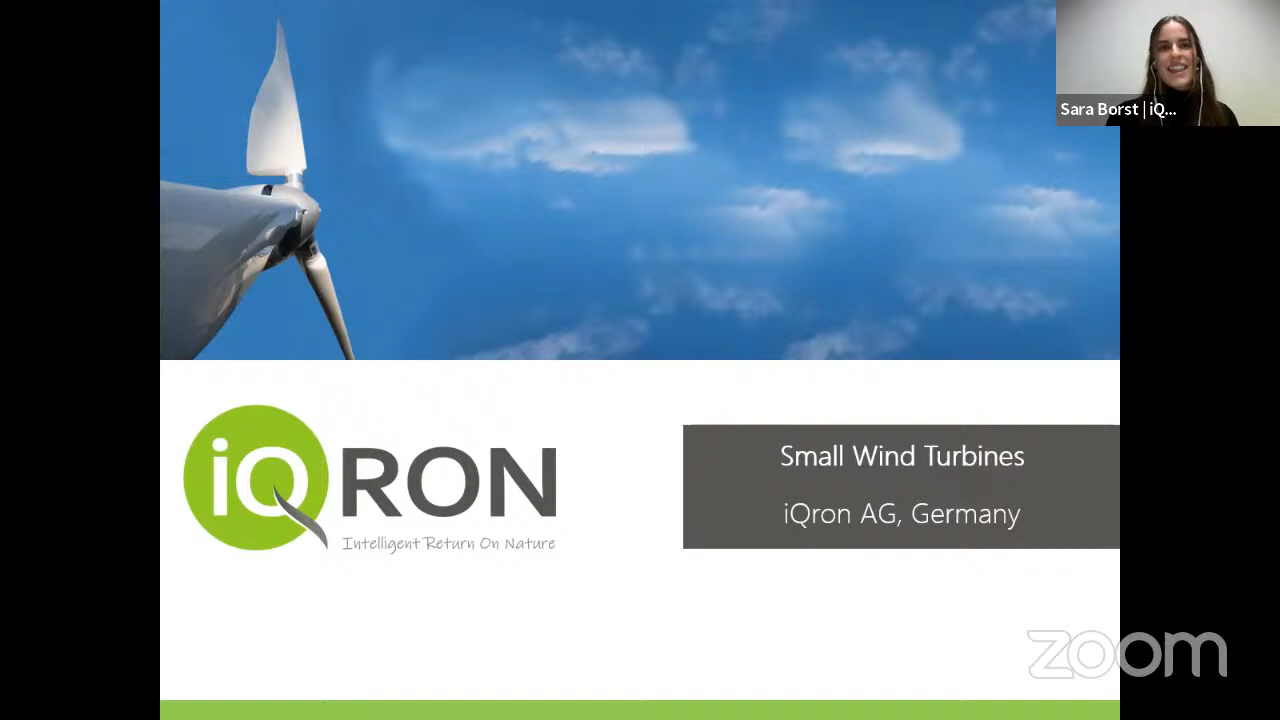 Sara Borst | iQ...
iQRON
Intelligent Return On Nature
Small Wind Turbines
iQron AG, Germany
zoom